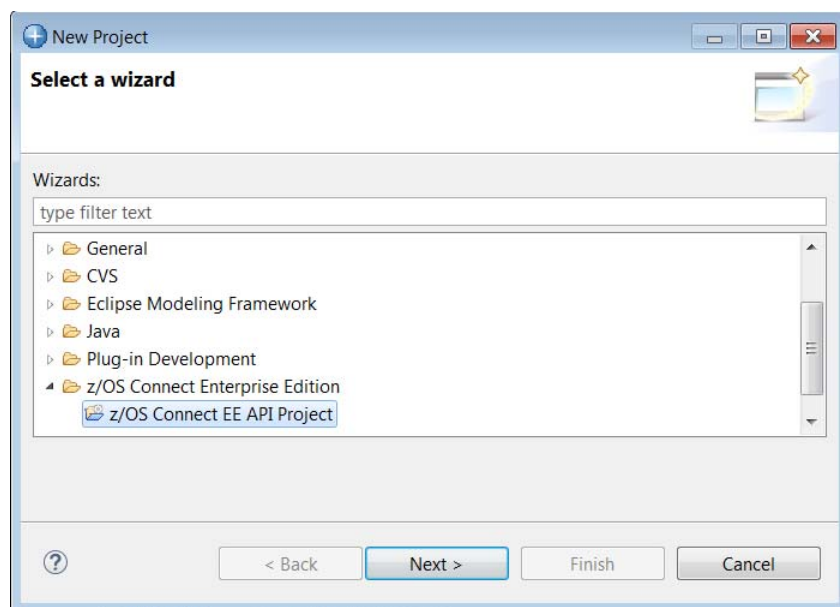 New Project
Select a wizard
Wizards:
type filter text
General
CVS
Eclipse Modeling Framework
Java
Plug-in Development
z/OS Connect Enterprise Edition
z/OS Connect EE API Project
? < Back Next > Finish Cancel